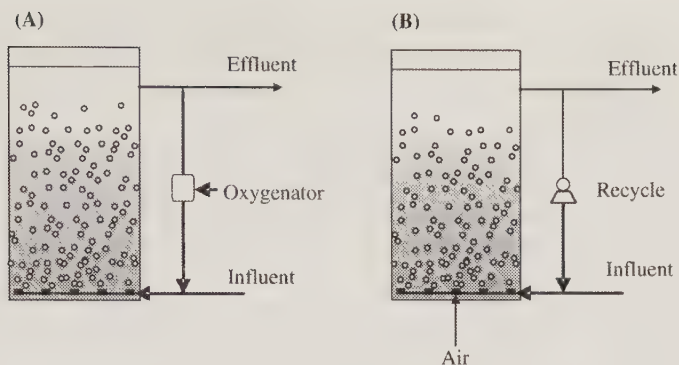 (A)
Effluent
Oxygenator
Influent
(B)
Effluent
Recycle
Influent
Air